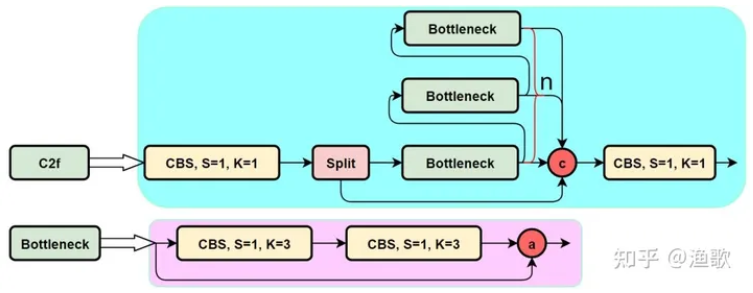 Bottleneck
n
Bottleneck
C2f
CBS, S=1, K=1
Split
Bottleneck
c
CBS, S=1, K=1
Bottleneck
CBS, S=1, K=3
CBS, S=1, K=3
a
知乎 @渔歌